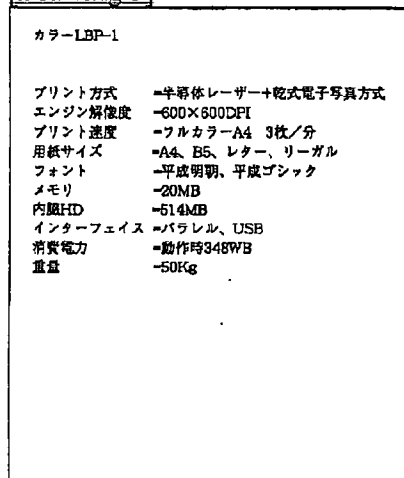 カラーLBP-1
プリント方式 =半導体レーザー+乾式電子写真方式
エンジン解像度 =600×600DPI
プリント速度 =フルカラーA4 3枚/分
用紙サイズ =A4、B5、レター、リーガル
フォント =平成明朝、平成ゴシック
メモリ =20MB
内臓HD =514MB
インターフェイス =パラレル、USB
消費電力 =動作時348WB
重量 =50Kg